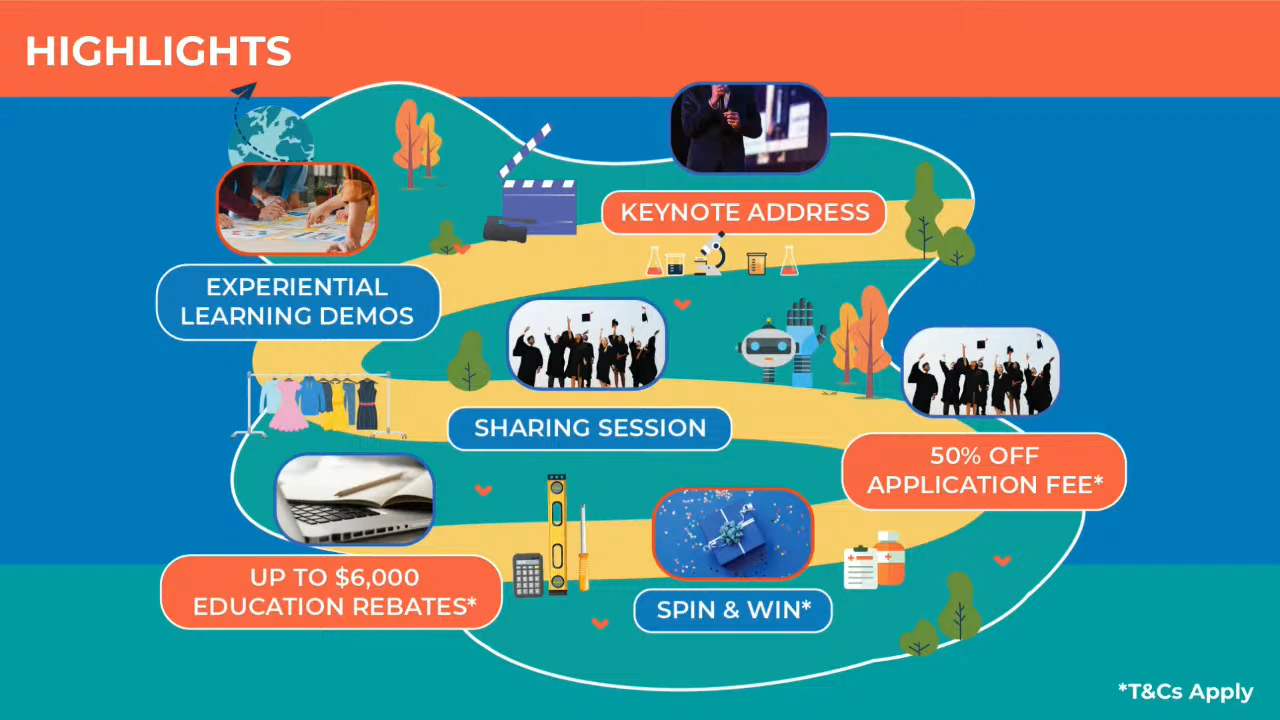 HIGHLIGHTS
KEYNOTE ADDRESS
EXPERIENTIAL
LEARNING DEMOS
SHARING SESSION
50% OFF
APPLICATION FEE*
UP TO $6,000
EDUCATION REBATES*
SPIN & WIN*
*T&Cs Apply